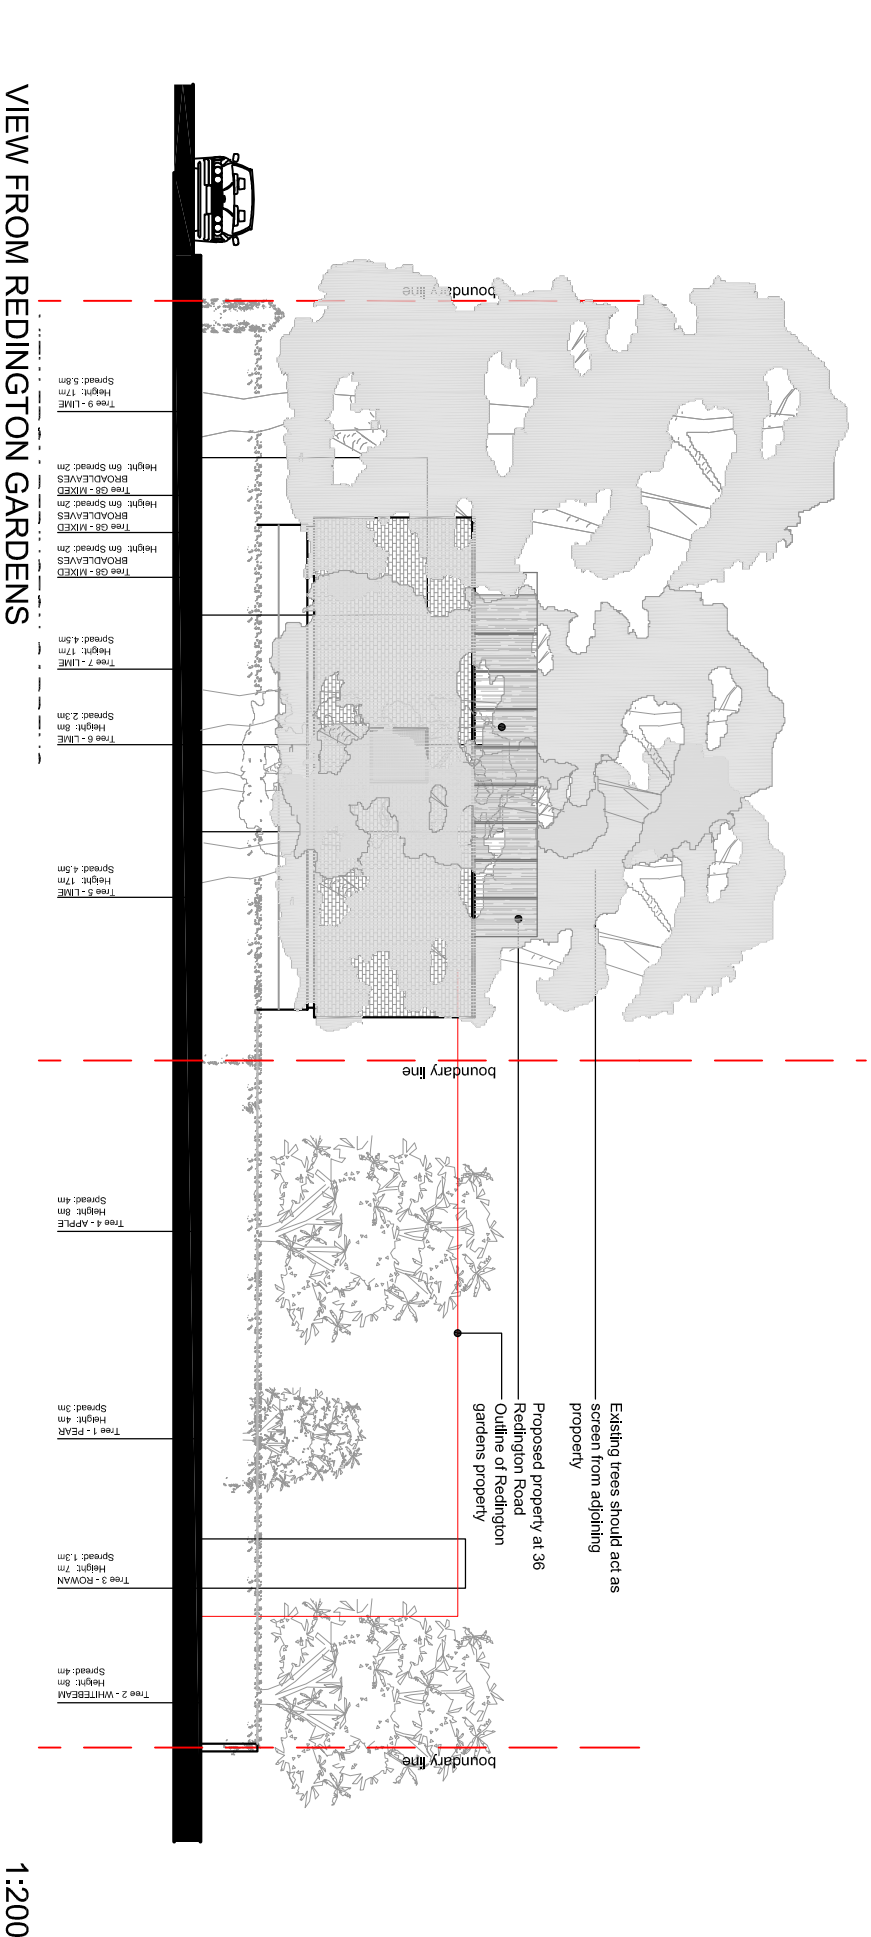 boundary line
boundary line
boundary line
Existing trees should act as
screen from adjoining
propoerty
Proposed property at 36
Redington Road
Outline of Redington
gardens property
Tree 9 - LIME
Height: 17m
Spread: 5.8m
Tree G8 - MIXED
BROADLEAVES
Height: 6m Spread: 2m
Tree G8 - MIXED
BROADLEAVES
Height: 6m Spread: 2m
Tree G8 - MIXED
BROADLEAVES
Height: 6m Spread: 2m
Tree 7 - LIME
Height: 17m
Spread: 4.5m
Tree 6 - LIME
Height: 8m
Spread: 2.3m
Tree 5 - LIME
Height: 17m
Spread: 4.5m
Tree 4 - APPLE
Height: 8m
Spread: 4m
Tree 1 - PEAR
Height: 4m
Spread: 3m
Tree 3 - ROWAN
Height: 7m
Spread: 1.3m
Tree 2 - WHITEBEAM
Height: 8m
Spread: 4m
VIEW FROM REDINGTON GARDENS
1:200